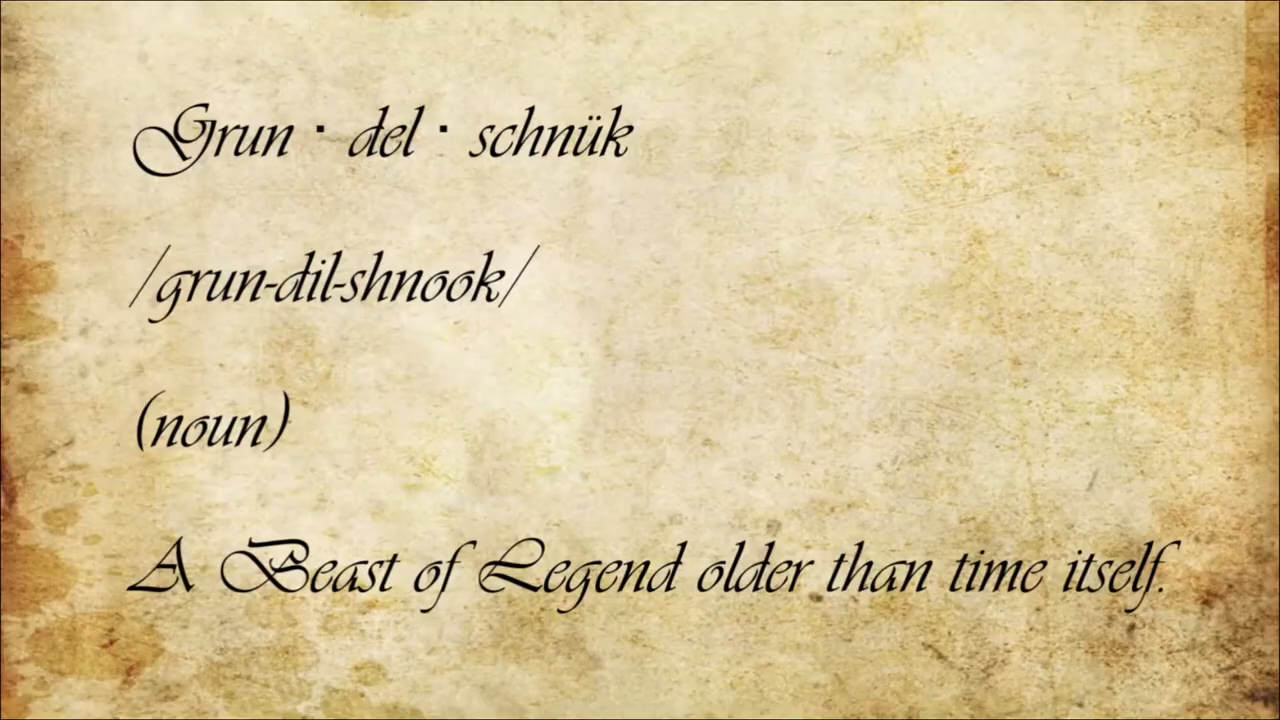 Grun · del · schnük
/grun-dil-shnook/
(noun)
A Beast of Legend older than time itself.